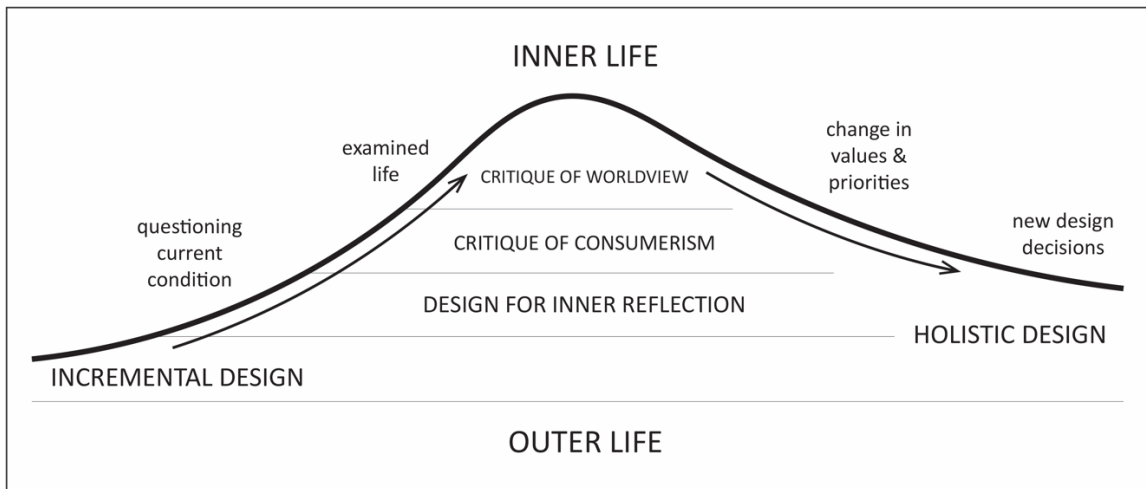 INNER LIFE
examined
life
change in
values &
priorities
CRITIQUE OF WORLDVIEW
questioning
current
condition
new design
decisions
CRITIQUE OF CONSUMERISM
DESIGN FOR INNER REFLECTION
HOLISTIC DESIGN
INCREMENTAL DESIGN
OUTER LIFE